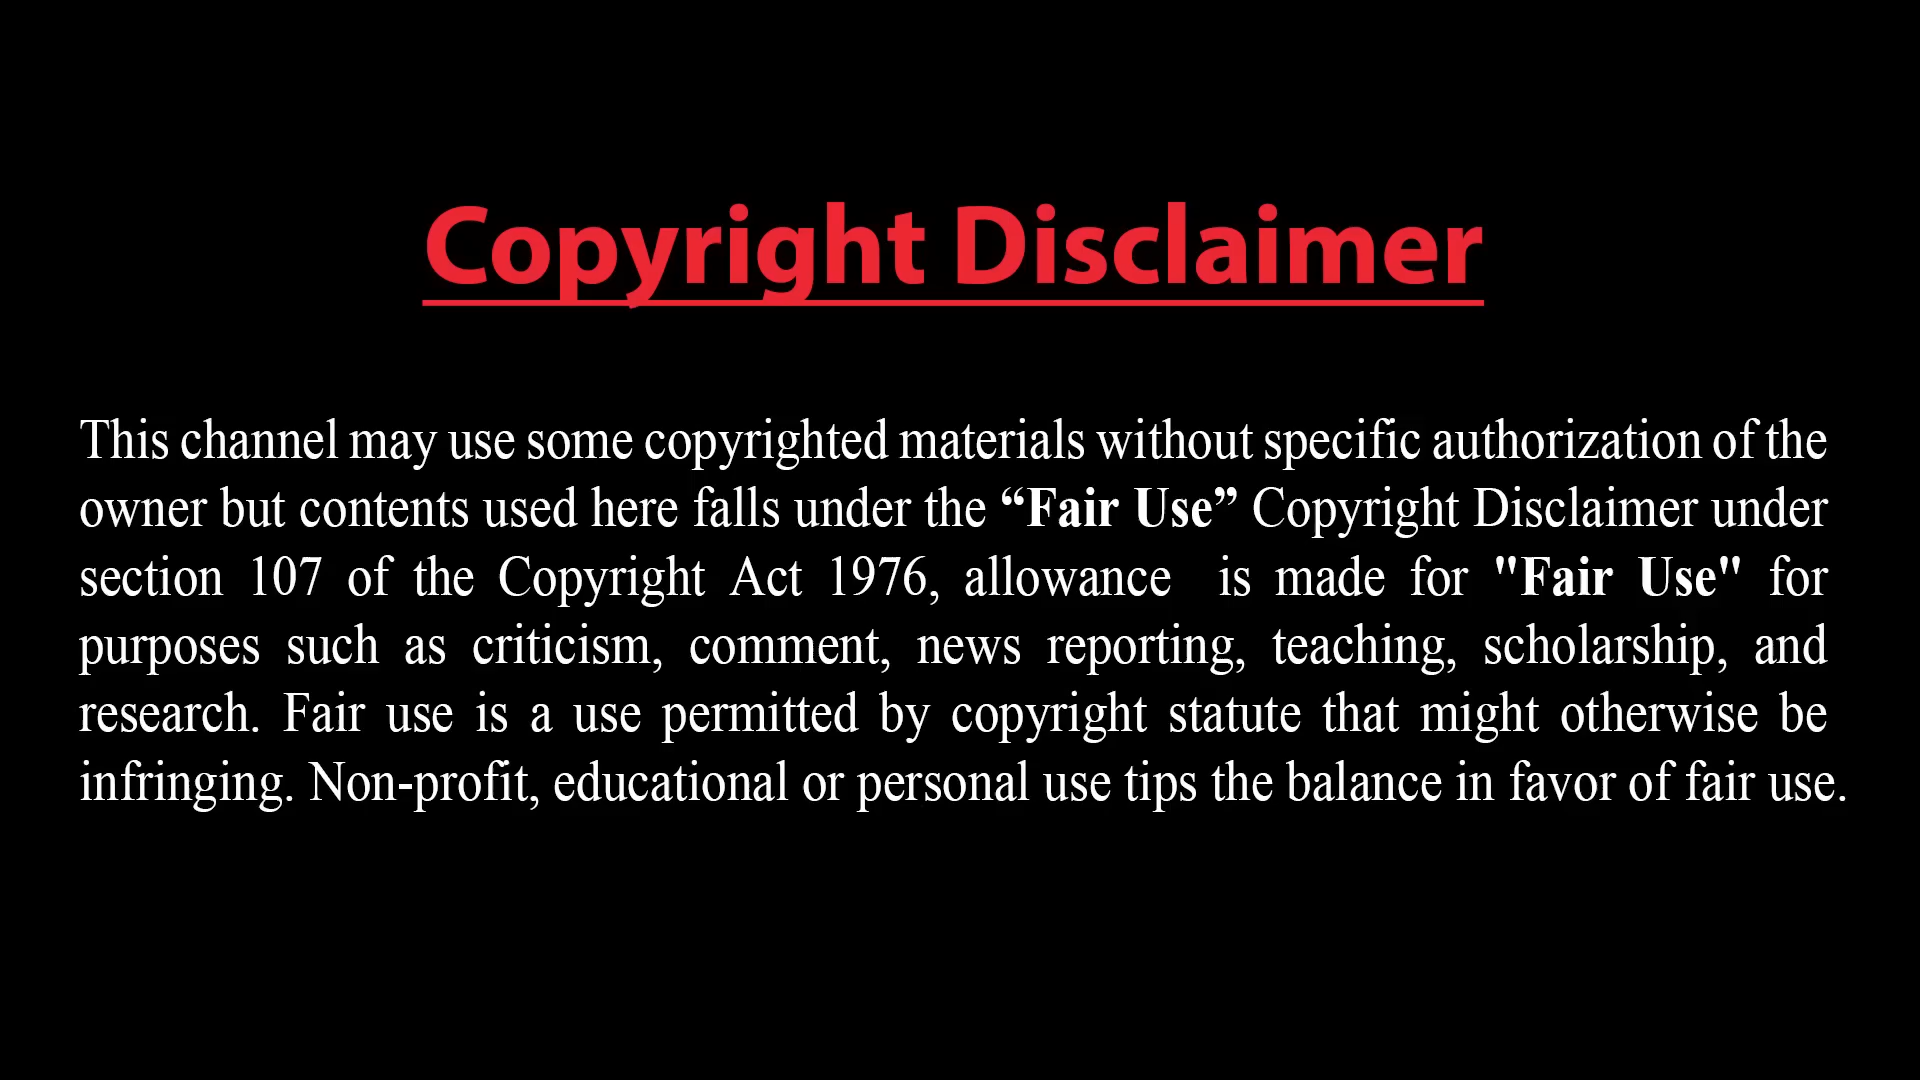 Copyright Disclaimer
This channel may use some copyrighted materials without specific authorization of the
owner but contents used here falls under the “Fair Use” Copyright Disclaimer under
section 107 of the Copyright Act 1976, allowance  is made for "Fair Use" for
purposes such as criticism, comment, news reporting, teaching, scholarship, and
research. Fair use is a use permitted by copyright statute that might otherwise be
infringing. Non-profit, educational or personal use tips the balance in favor of fair use.